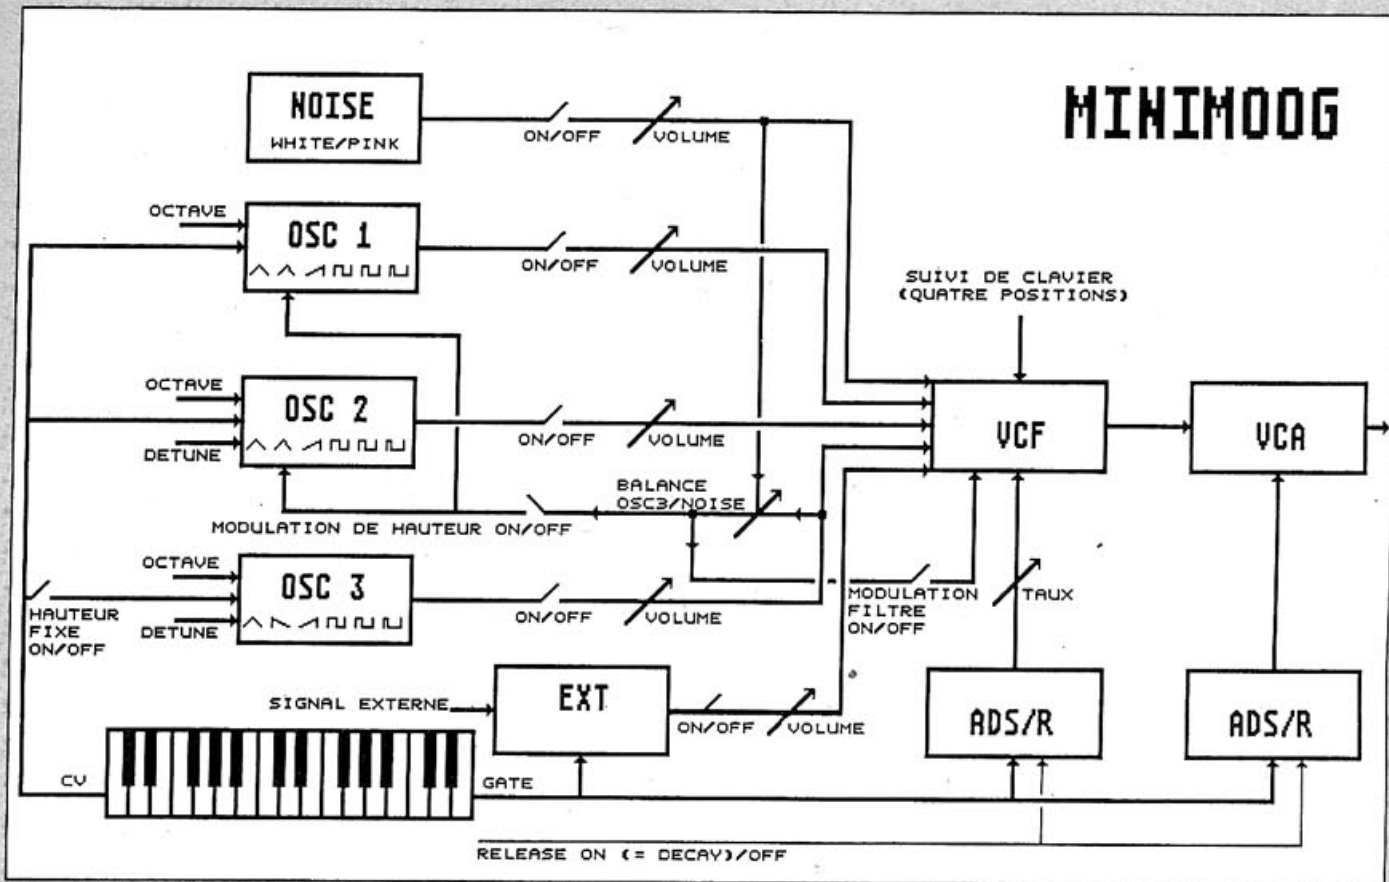 MINIMOOG
NOISE
WHITE/PINK
ON/OFF
VOLUME
OCTAVE
OSC 1
ON/OFF
VOLUME
SUIVI DE CLAVIER
(QUATRE POSITIONS)
OCTAVE
OSC 2
DETUNE
ON/OFF
VOLUME
VCF
VCA
BALANCE
OSC3/NOISE
MODULATION DE HAUTEUR ON/OFF
OCTAVE
OSC 3
DETUNE
HAUTEUR
FIXE
ON/OFF
ON/OFF
VOLUME
MODULATION
FILTRE
ON/OFF
TAUX
SIGNAL EXTERNE
EXT
ON/OFF
VOLUME
ADS/R
ADS/R
CV
GATE
RELEASE ON (= DECAY)/OFF